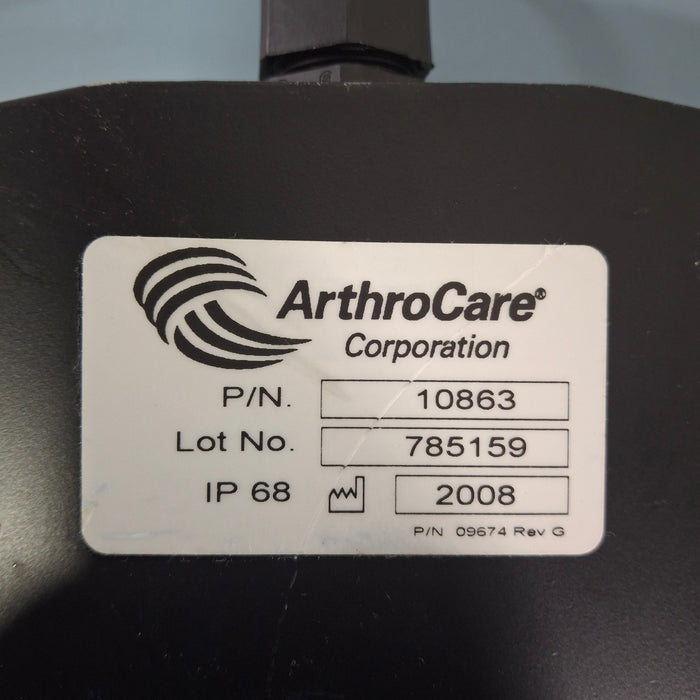 ArthroCare®
Corporation
P/N. 10863
Lot No. 785159
IP 68 2008
P/N 09674 Rev G